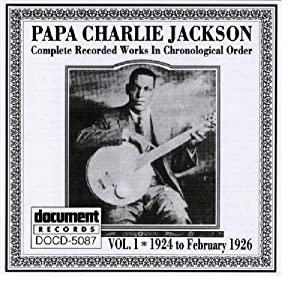 PAPA CHARLIE JACKSON
Complete Recorded Works In Chronological Order
document
RECORDS
DOCD-5087
VOL. 1 * 1924 to February 1926